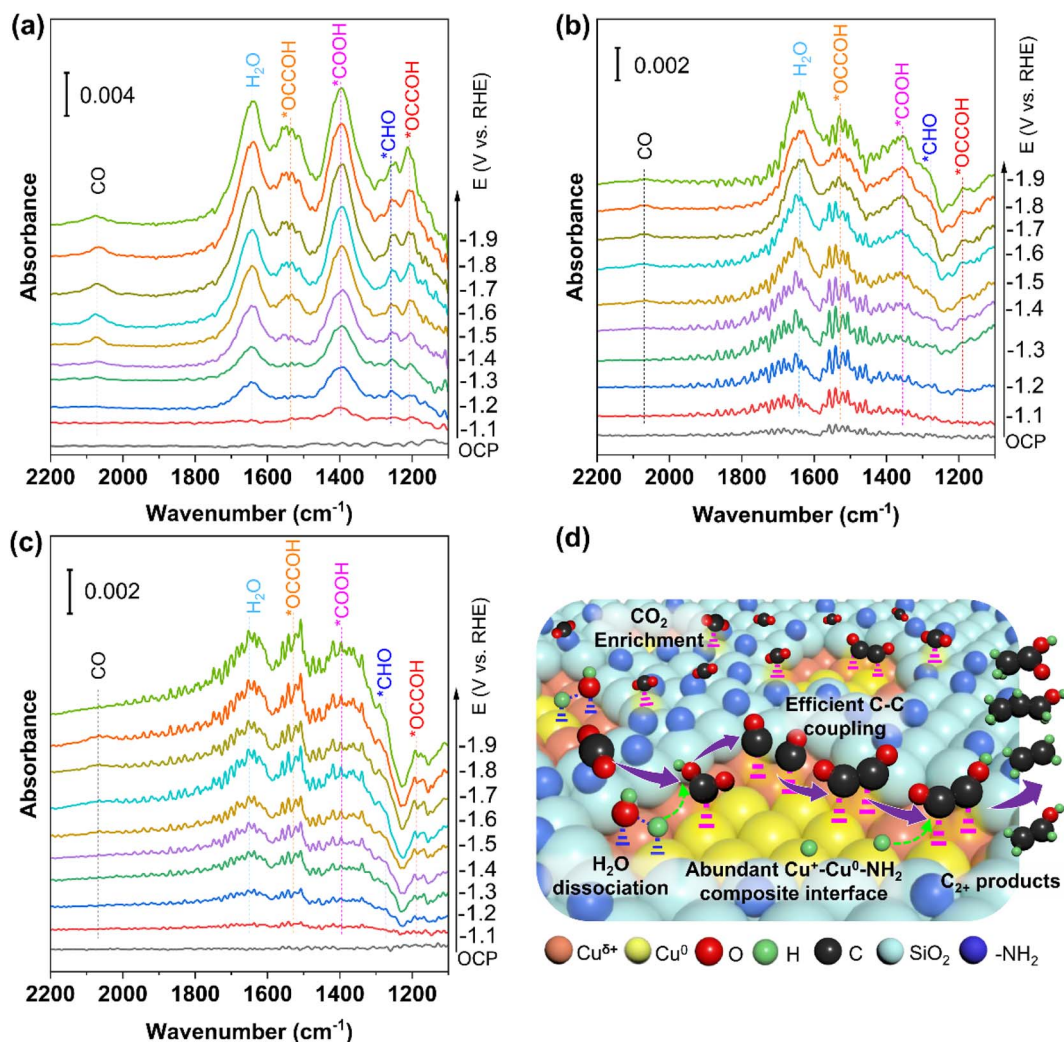 (a)
0.004
CO
H₂O
*OCCOH
*COOH
*CHO
*OCCOH
E (V vs. RHE)
-1.9
-1.8
-1.7
-1.6
-1.5
-1.4
-1.3
-1.2
-1.1
OCP
Absorbance
2200 2000 1800 1600 1400 1200
Wavenumber (cm⁻¹)
(b)
0.002
CO
H₂O
*OCCOH
*COOH
*CHO
*OCCOH
E (V vs. RHE)
-1.9
-1.8
-1.7
-1.6
-1.5
-1.4
-1.3
-1.2
-1.1
OCP
Absorbance
2200 2000 1800 1600 1400 1200
Wavenumber (cm⁻¹)
(c)
0.002
CO
H₂O
*OCCOH
*COOH
*CHO
*OCCOH
E (V vs. RHE)
-1.9
-1.8
-1.7
-1.6
-1.5
-1.4
-1.3
-1.2
-1.1
OCP
Absorbance
2200 2000 1800 1600 1400 1200
Wavenumber (cm⁻¹)
(d)
CO₂
Enrichment
Efficient C-C
coupling
H₂O
dissociation
Abundant Cu⁺-Cu⁰-NH₂
composite interface
C₂₊ products
Cu^δ+ Cu⁰ O H C SiO₂ -NH₂